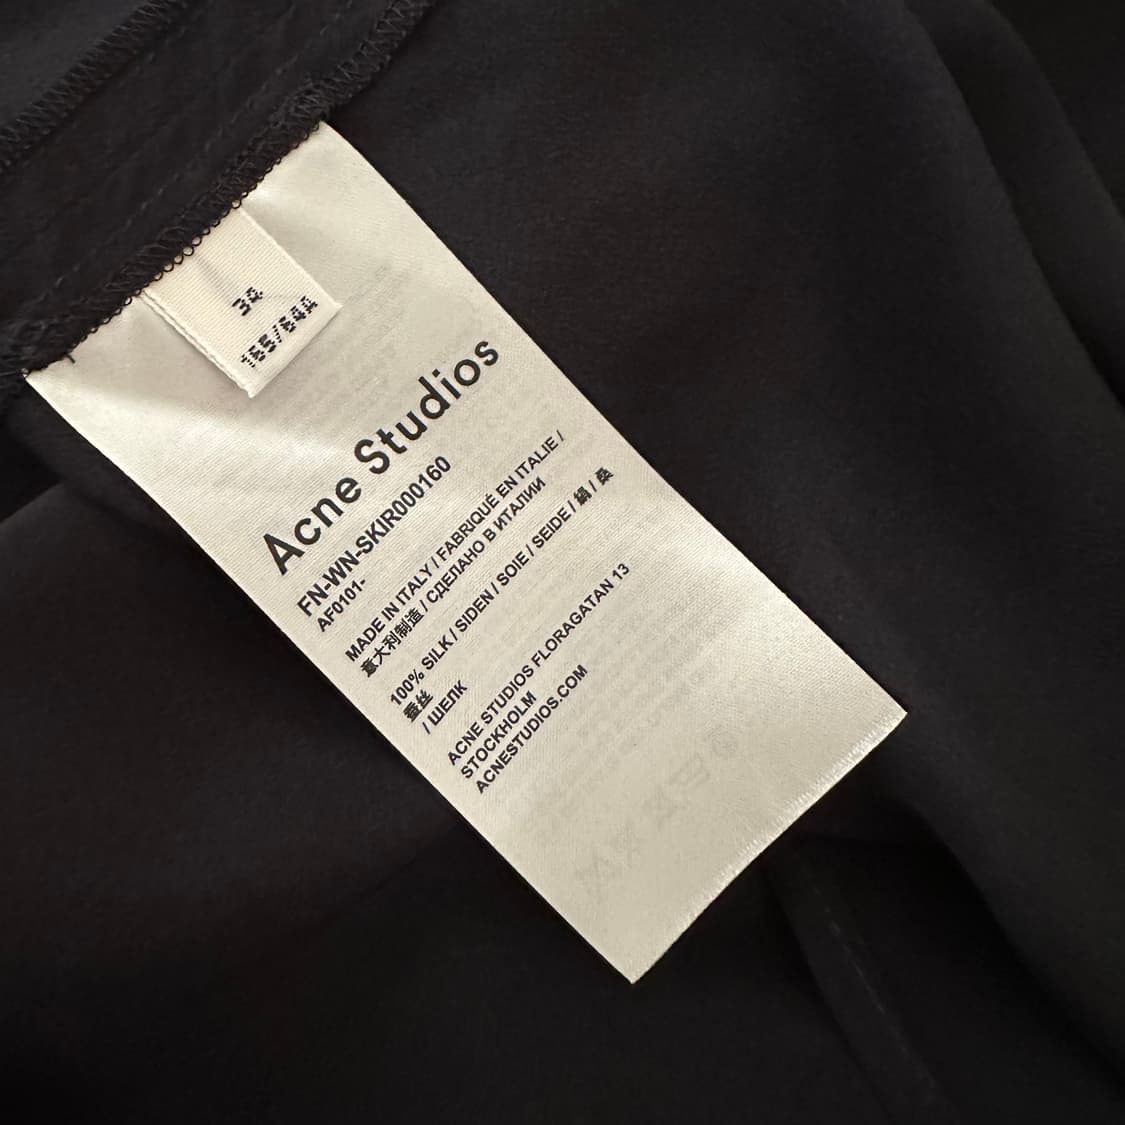 34
165/84A
Acne Studios
FN-WN-SKIR000160
AF0101-
MADE IN ITALY / FABRIQUÉ EN ITALIE /
意大利制造 / СДЕЛАНО В ИТАЛИИ
100% SILK / SIDEN / SOIE / SEIDE / 絹 / 桑
蚕丝
/ ШЕЛК
ACNE STUDIOS FLORAGATAN 13
STOCKHOLM
ACNESTUDIOS.COM